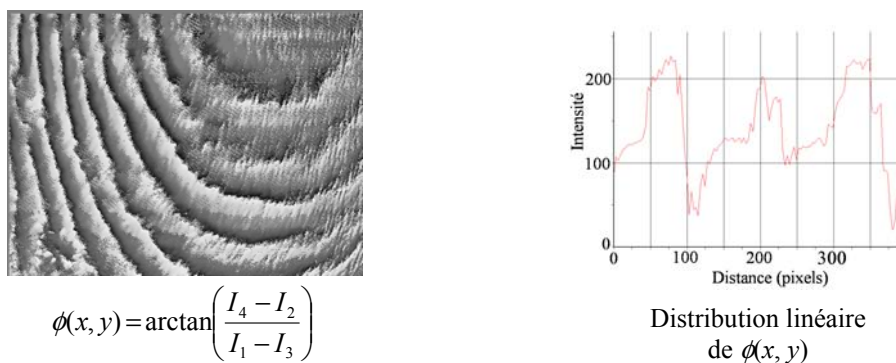 ϕ(x, y) = arctan( (I₄ − I₂) / (I₁ − I₃) )
Intensité
200
100
0
0 100 200 300
Distance (pixels)
Distribution linéaire
de ϕ(x, y)